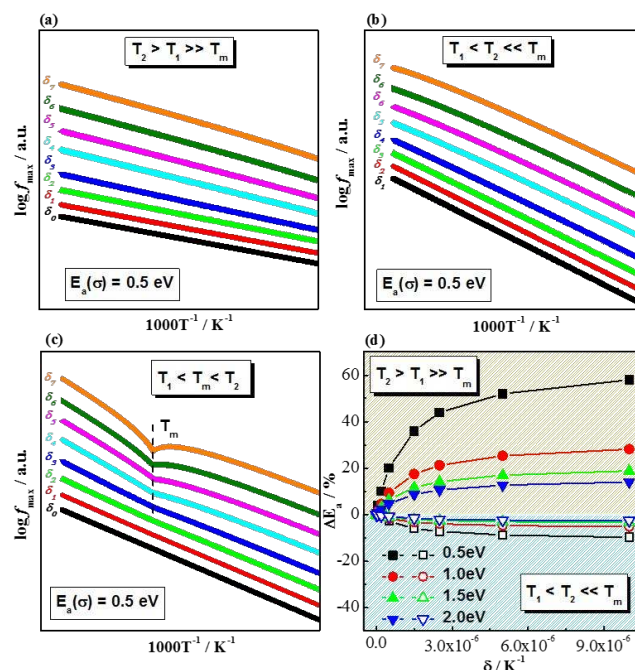 (a)
T₂ > T₁ >> Tₘ
δ₇
δ₆
δ₅
δ₄
δ₃
δ₂
δ₁
δ₀
log f_max / a.u.
Eₐ(σ) = 0.5 eV
1000T⁻¹ / K⁻¹
(b)
T₁ < T₂ << Tₘ
δ₇
δ₆
δ₅
δ₄
δ₃
δ₂
δ₁
log f_max / a.u.
Eₐ(σ) = 0.5 eV
1000T⁻¹ / K⁻¹
(c)
T₁ < Tₘ < T₂
Tₘ
δ₇
δ₆
δ₅
δ₄
δ₃
δ₂
δ₁
δ₀
log f_max / a.u.
Eₐ(σ) = 0.5 eV
1000T⁻¹ / K⁻¹
(d)
T₂ > T₁ >> Tₘ
60
40
20
0
-20
-40
ΔEₐ / %
0.5eV
1.0eV
1.5eV
2.0eV
T₁ < T₂ << Tₘ
0.0 3.0x10⁻⁶ 6.0x10⁻⁶ 9.0x10⁻⁶
δ / K⁻¹